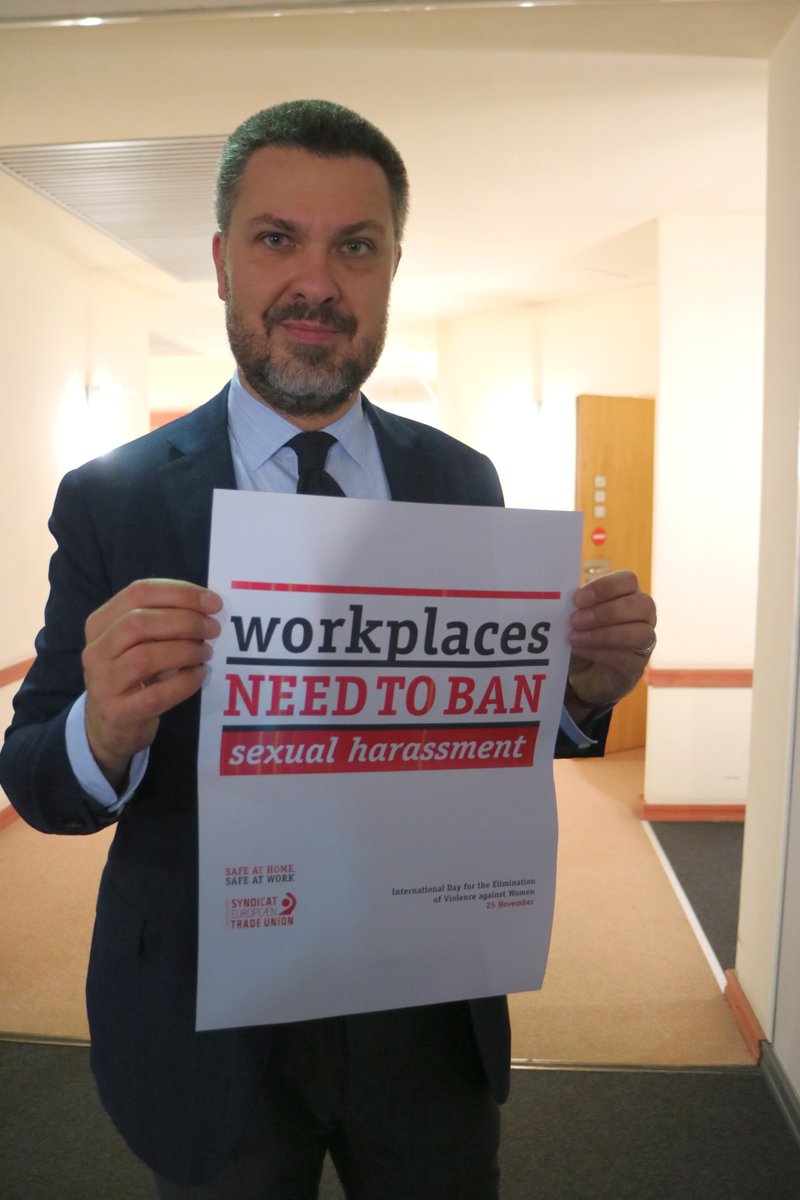 workplaces
NEED TO BAN
sexual harassment
SAFE AT HOME,
SAFE AT WORK
SYNDICAT
EUROPEAN
TRADE UNION
International Day for the Elimination
of Violence against Women
25 November